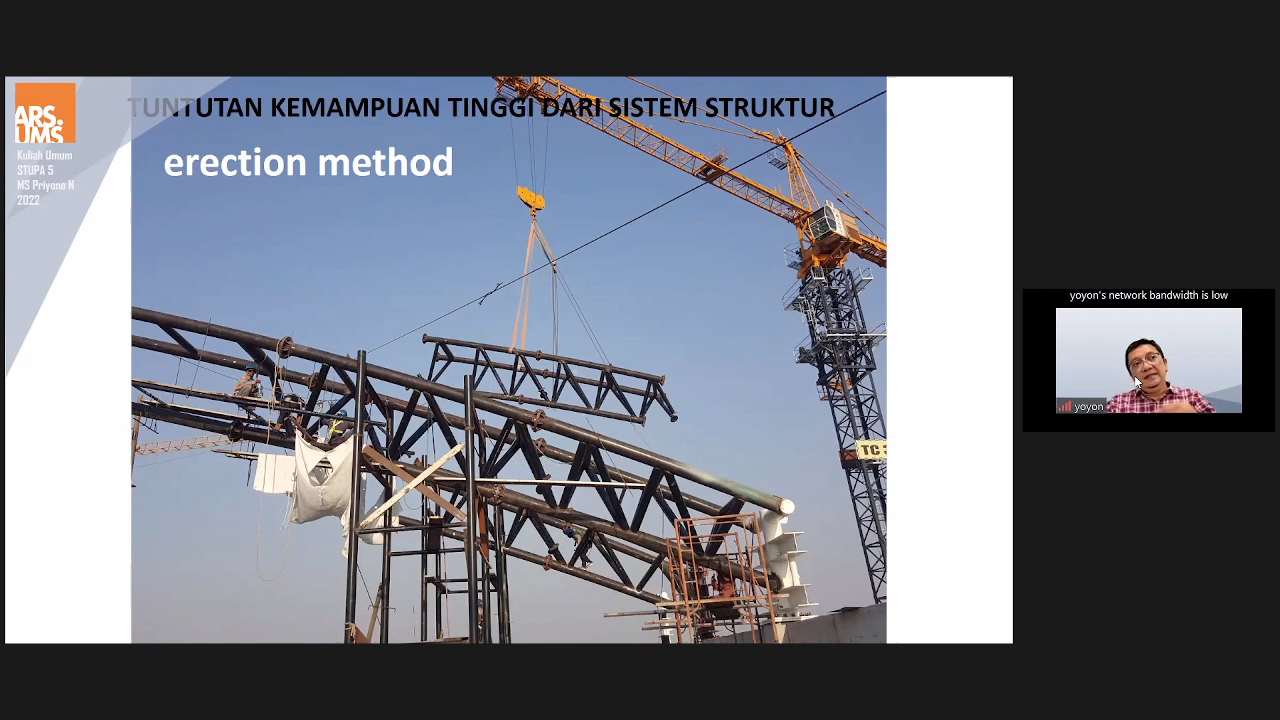 TUNTUTAN KEMAMPUAN TINGGI DARI SISTEM STRUKTUR
erection method
ARS.
UMS
Kuliah Umum
STUPA 5
MS Priyono N
2022
TC 3
yoyon's network bandwidth is low
yoyon